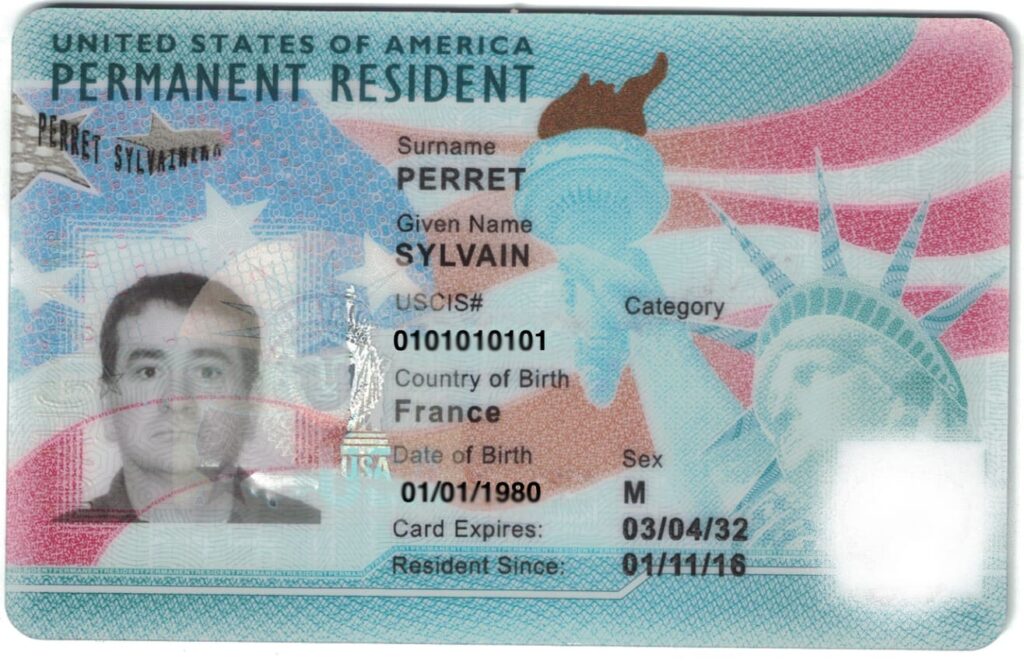 UNITED STATES OF AMERICA
PERMANENT RESIDENT
PERRET SYLVAIN
Surname
PERRET
Given Name
SYLVAIN
USCIS#
Category
0101010101
Country of Birth
France
USA
Date of Birth
Sex
01/01/1980
M
Card Expires:
03/04/32
Resident Since:
01/11/16